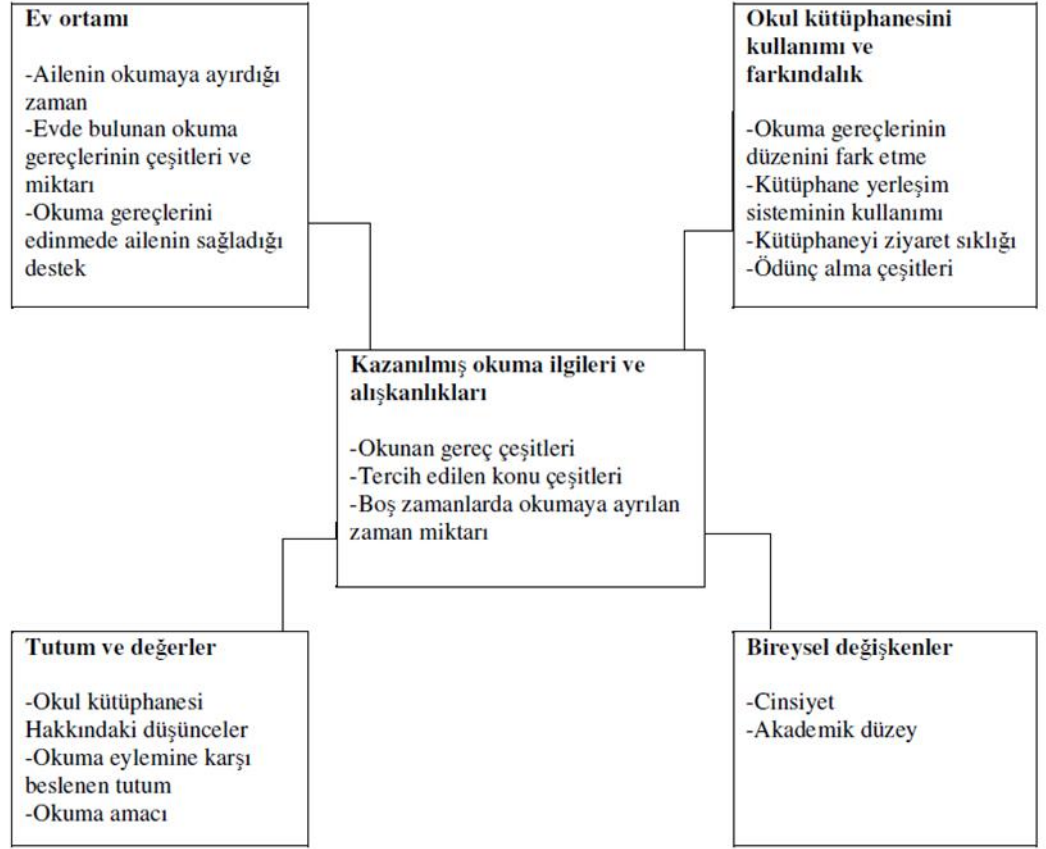 Ev ortamı
-Ailenin okumaya ayırdığı
zaman
-Evde bulunan okuma
gereçlerinin çeşitleri ve
miktarı
-Okuma gereçlerini
edinmede ailenin sağladığı
destek
Okul kütüphanesini
kullanımı ve
farkındalık
-Okuma gereçlerinin
düzenini fark etme
-Kütüphane yerleşim
sisteminin kullanımı
-Kütüphaneyi ziyaret sıklığı
-Ödünç alma çeşitleri
Kazanılmış okuma ilgileri ve
alışkanlıkları
-Okunan gereç çeşitleri
-Tercih edilen konu çeşitleri
-Boş zamanlarda okumaya ayrılan
zaman miktarı
Tutum ve değerler
-Okul kütüphanesi
Hakkındaki düşünceler
-Okuma eylemine karşı
beslenen tutum
-Okuma amacı
Bireysel değişkenler
-Cinsiyet
-Akademik düzey